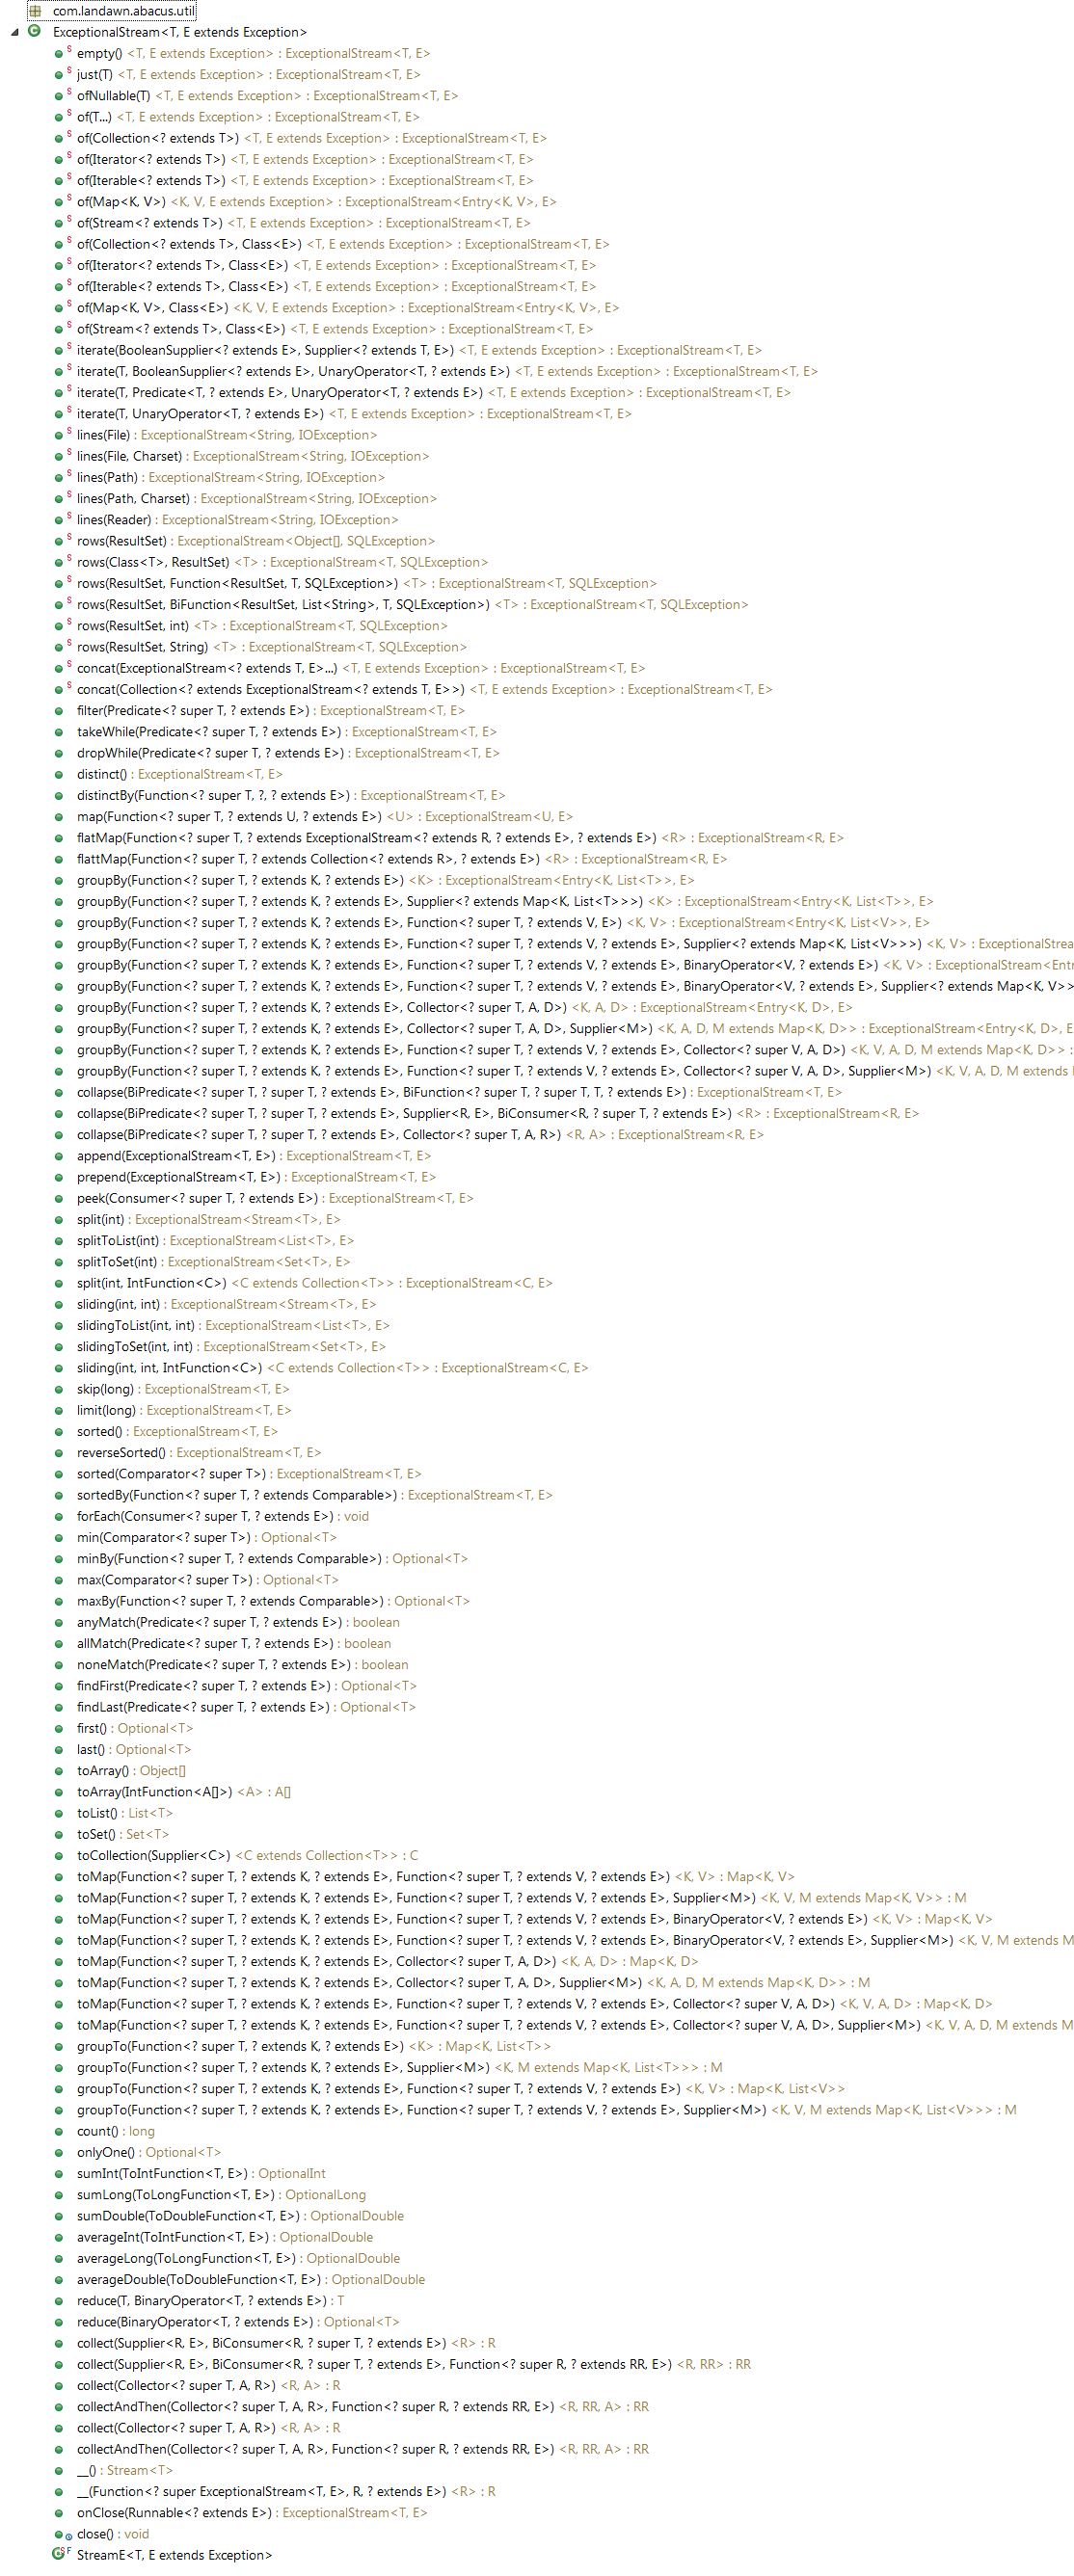 com.landawn.abacus.util
ExceptionalStream<T, E extends Exception>
empty() <T, E extends Exception> : ExceptionalStream<T, E>
just(T) <T, E extends Exception> : ExceptionalStream<T, E>
ofNullable(T) <T, E extends Exception> : ExceptionalStream<T, E>
of(T...) <T, E extends Exception> : ExceptionalStream<T, E>
of(Collection<? extends T>) <T, E extends Exception> : ExceptionalStream<T, E>
of(Iterator<? extends T>) <T, E extends Exception> : ExceptionalStream<T, E>
of(Iterable<? extends T>) <T, E extends Exception> : ExceptionalStream<T, E>
of(Map<K, V>) <K, V, E extends Exception> : ExceptionalStream<Entry<K, V>, E>
of(Stream<? extends T>) <T, E extends Exception> : ExceptionalStream<T, E>
of(Collection<? extends T>, Class<E>) <T, E extends Exception> : ExceptionalStream<T, E>
of(Iterator<? extends T>, Class<E>) <T, E extends Exception> : ExceptionalStream<T, E>
of(Iterable<? extends T>, Class<E>) <T, E extends Exception> : ExceptionalStream<T, E>
of(Map<K, V>, Class<E>) <K, V, E extends Exception> : ExceptionalStream<Entry<K, V>, E>
of(Stream<? extends T>, Class<E>) <T, E extends Exception> : ExceptionalStream<T, E>
iterate(BooleanSupplier<? extends E>, Supplier<? extends T, E>) <T, E extends Exception> : ExceptionalStream<T, E>
iterate(T, BooleanSupplier<? extends E>, UnaryOperator<T, ? extends E>) <T, E extends Exception> : ExceptionalStream<T, E>
iterate(T, Predicate<T, ? extends E>, UnaryOperator<T, ? extends E>) <T, E extends Exception> : ExceptionalStream<T, E>
iterate(T, UnaryOperator<T, ? extends E>) <T, E extends Exception> : ExceptionalStream<T, E>
lines(File) : ExceptionalStream<String, IOException>
lines(File, Charset) : ExceptionalStream<String, IOException>
lines(Path) : ExceptionalStream<String, IOException>
lines(Path, Charset) : ExceptionalStream<String, IOException>
lines(Reader) : ExceptionalStream<String, IOException>
rows(ResultSet) : ExceptionalStream<Object[], SQLException>
rows(Class<T>, ResultSet) <T> : ExceptionalStream<T, SQLException>
rows(ResultSet, Function<ResultSet, T, SQLException>) <T> : ExceptionalStream<T, SQLException>
rows(ResultSet, BiFunction<ResultSet, List<String>, T, SQLException>) <T> : ExceptionalStream<T, SQLException>
rows(ResultSet, int) <T> : ExceptionalStream<T, SQLException>
rows(ResultSet, String) <T> : ExceptionalStream<T, SQLException>
concat(ExceptionalStream<? extends T, E>...) <T, E extends Exception> : ExceptionalStream<T, E>
concat(Collection<? extends ExceptionalStream<? extends T, E>>) <T, E extends Exception> : ExceptionalStream<T, E>
filter(Predicate<? super T, ? extends E>) : ExceptionalStream<T, E>
takeWhile(Predicate<? super T, ? extends E>) : ExceptionalStream<T, E>
dropWhile(Predicate<? super T, ? extends E>) : ExceptionalStream<T, E>
distinct() : ExceptionalStream<T, E>
distinctBy(Function<? super T, ?, ? extends E>) : ExceptionalStream<T, E>
map(Function<? super T, ? extends U, ? extends E>) <U> : ExceptionalStream<U, E>
flatMap(Function<? super T, ? extends ExceptionalStream<? extends R, ? extends E>, ? extends E>) <R> : ExceptionalStream<R, E>
flattMap(Function<? super T, ? extends Collection<? extends R>, ? extends E>) <R> : ExceptionalStream<R, E>
groupBy(Function<? super T, ? extends K, ? extends E>) <K> : ExceptionalStream<Entry<K, List<T>>, E>
groupBy(Function<? super T, ? extends K, ? extends E>, Supplier<? extends Map<K, List<T>>>) <K> : ExceptionalStream<Entry<K, List<T>>, E>
groupBy(Function<? super T, ? extends K, ? extends E>, Function<? super T, ? extends V, E>) <K, V> : ExceptionalStream<Entry<K, List<V>>, E>
groupBy(Function<? super T, ? extends K, ? extends E>, Function<? super T, ? extends V, ? extends E>, Supplier<? extends Map<K, List<V>>>) <K, V> : ExceptionalStrea
groupBy(Function<? super T, ? extends K, ? extends E>, Function<? super T, ? extends V, ? extends E>, BinaryOperator<V, ? extends E>) <K, V> : ExceptionalStream<Entr
groupBy(Function<? super T, ? extends K, ? extends E>, Function<? super T, ? extends V, ? extends E>, BinaryOperator<V, ? extends E>, Supplier<? extends Map<K, V>>
groupBy(Function<? super T, ? extends K, ? extends E>, Collector<? super T, A, D>) <K, A, D> : ExceptionalStream<Entry<K, D>, E>
groupBy(Function<? super T, ? extends K, ? extends E>, Collector<? super T, A, D>, Supplier<M>) <K, A, D, M extends Map<K, D>> : ExceptionalStream<Entry<K, D>, E
groupBy(Function<? super T, ? extends K, ? extends E>, Function<? super T, ? extends V, ? extends E>, Collector<? super V, A, D>) <K, V, A, D, M extends Map<K, D>> :
groupBy(Function<? super T, ? extends K, ? extends E>, Function<? super T, ? extends V, ? extends E>, Collector<? super V, A, D>, Supplier<M>) <K, V, A, D, M extends
collapse(BiPredicate<? super T, ? super T, ? extends E>, BiFunction<? super T, ? super T, T, ? extends E>) : ExceptionalStream<T, E>
collapse(BiPredicate<? super T, ? super T, ? extends E>, Supplier<R, E>, BiConsumer<R, ? super T, ? extends E>) <R> : ExceptionalStream<R, E>
collapse(BiPredicate<? super T, ? super T, ? extends E>, Collector<? super T, A, R>) <R, A> : ExceptionalStream<R, E>
append(ExceptionalStream<T, E>) : ExceptionalStream<T, E>
prepend(ExceptionalStream<T, E>) : ExceptionalStream<T, E>
peek(Consumer<? super T, ? extends E>) : ExceptionalStream<T, E>
split(int) : ExceptionalStream<Stream<T>, E>
splitToList(int) : ExceptionalStream<List<T>, E>
splitToSet(int) : ExceptionalStream<Set<T>, E>
split(int, IntFunction<C>) <C extends Collection<T>> : ExceptionalStream<C, E>
sliding(int, int) : ExceptionalStream<Stream<T>, E>
slidingToList(int, int) : ExceptionalStream<List<T>, E>
slidingToSet(int, int) : ExceptionalStream<Set<T>, E>
sliding(int, int, IntFunction<C>) <C extends Collection<T>> : ExceptionalStream<C, E>
skip(long) : ExceptionalStream<T, E>
limit(long) : ExceptionalStream<T, E>
sorted() : ExceptionalStream<T, E>
reverseSorted() : ExceptionalStream<T, E>
sorted(Comparator<? super T>) : ExceptionalStream<T, E>
sortedBy(Function<? super T, ? extends Comparable>) : ExceptionalStream<T, E>
forEach(Consumer<? super T, ? extends E>) : void
min(Comparator<? super T>) : Optional<T>
minBy(Function<? super T, ? extends Comparable>) : Optional<T>
max(Comparator<? super T>) : Optional<T>
maxBy(Function<? super T, ? extends Comparable>) : Optional<T>
anyMatch(Predicate<? super T, ? extends E>) : boolean
allMatch(Predicate<? super T, ? extends E>) : boolean
noneMatch(Predicate<? super T, ? extends E>) : boolean
findFirst(Predicate<? super T, ? extends E>) : Optional<T>
findLast(Predicate<? super T, ? extends E>) : Optional<T>
first() : Optional<T>
last() : Optional<T>
toArray() : Object[]
toArray(IntFunction<A[]>) <A> : A[]
toList() : List<T>
toSet() : Set<T>
toCollection(Supplier<C>) <C extends Collection<T>> : C
toMap(Function<? super T, ? extends K, ? extends E>, Function<? super T, ? extends V, ? extends E>) <K, V> : Map<K, V>
toMap(Function<? super T, ? extends K, ? extends E>, Function<? super T, ? extends V, ? extends E>, Supplier<M>) <K, V, M extends Map<K, V>> : M
toMap(Function<? super T, ? extends K, ? extends E>, Function<? super T, ? extends V, ? extends E>, BinaryOperator<V, ? extends E>) <K, V> : Map<K, V>
toMap(Function<? super T, ? extends K, ? extends E>, Function<? super T, ? extends V, ? extends E>, BinaryOperator<V, ? extends E>, Supplier<M>) <K, V, M extends M
toMap(Function<? super T, ? extends K, ? extends E>, Collector<? super T, A, D>) <K, A, D> : Map<K, D>
toMap(Function<? super T, ? extends K, ? extends E>, Collector<? super T, A, D>, Supplier<M>) <K, A, D, M extends Map<K, D>> : M
toMap(Function<? super T, ? extends K, ? extends E>, Function<? super T, ? extends V, ? extends E>, Collector<? super V, A, D>) <K, V, A, D> : Map<K, D>
toMap(Function<? super T, ? extends K, ? extends E>, Function<? super T, ? extends V, ? extends E>, Collector<? super V, A, D>, Supplier<M>) <K, V, A, D, M extends M
groupTo(Function<? super T, ? extends K, ? extends E>) <K> : Map<K, List<T>>
groupTo(Function<? super T, ? extends K, ? extends E>, Supplier<M>) <K, M extends Map<K, List<T>>> : M
groupTo(Function<? super T, ? extends K, ? extends E>, Function<? super T, ? extends V, ? extends E>) <K, V> : Map<K, List<V>>
groupTo(Function<? super T, ? extends K, ? extends E>, Function<? super T, ? extends V, ? extends E>, Supplier<M>) <K, V, M extends Map<K, List<V>>> : M
count() : long
onlyOne() : Optional<T>
sumInt(ToIntFunction<T, E>) : OptionalInt
sumLong(ToLongFunction<T, E>) : OptionalLong
sumDouble(ToDoubleFunction<T, E>) : OptionalDouble
averageInt(ToIntFunction<T, E>) : OptionalDouble
averageLong(ToLongFunction<T, E>) : OptionalDouble
averageDouble(ToDoubleFunction<T, E>) : OptionalDouble
reduce(T, BinaryOperator<T, ? extends E>) : T
reduce(BinaryOperator<T, ? extends E>) : Optional<T>
collect(Supplier<R, E>, BiConsumer<R, ? super T, ? extends E>) <R> : R
collect(Supplier<R, E>, BiConsumer<R, ? super T, ? extends E>, Function<? super R, ? extends RR, E>) <R, RR> : RR
collect(Collector<? super T, A, R>) <R, A> : R
collectAndThen(Collector<? super T, A, R>, Function<? super R, ? extends RR, E>) <R, RR, A> : RR
collect(Collector<? super T, A, R>) <R, A> : R
collectAndThen(Collector<? super T, A, R>, Function<? super R, ? extends RR, E>) <R, RR, A> : RR
__() : Stream<T>
__(Function<? super ExceptionalStream<T, E>, R, ? extends E>) <R> : R
onClose(Runnable<? extends E>) : ExceptionalStream<T, E>
close() : void
StreamE<T, E extends Exception>